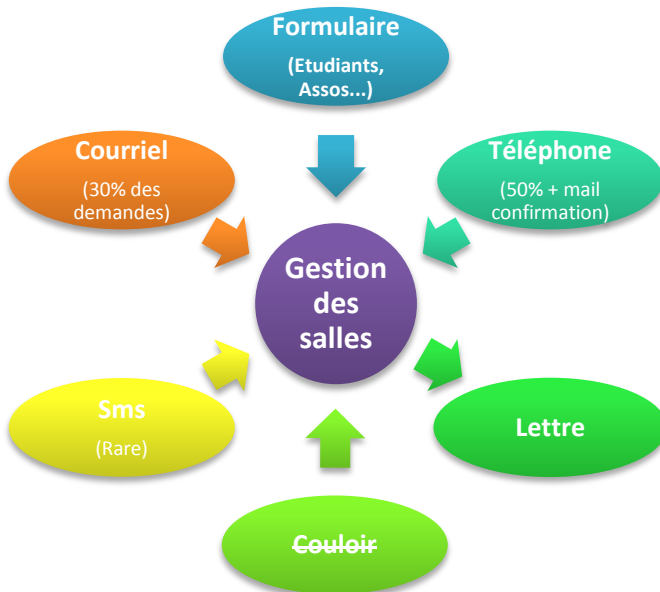 Formulaire
(Etudiants,
Assos...)
Courriel
(30% des
demandes)
Téléphone
(50% + mail
confirmation)
Gestion
des
salles
Sms
(Rare)
Lettre
Couloir